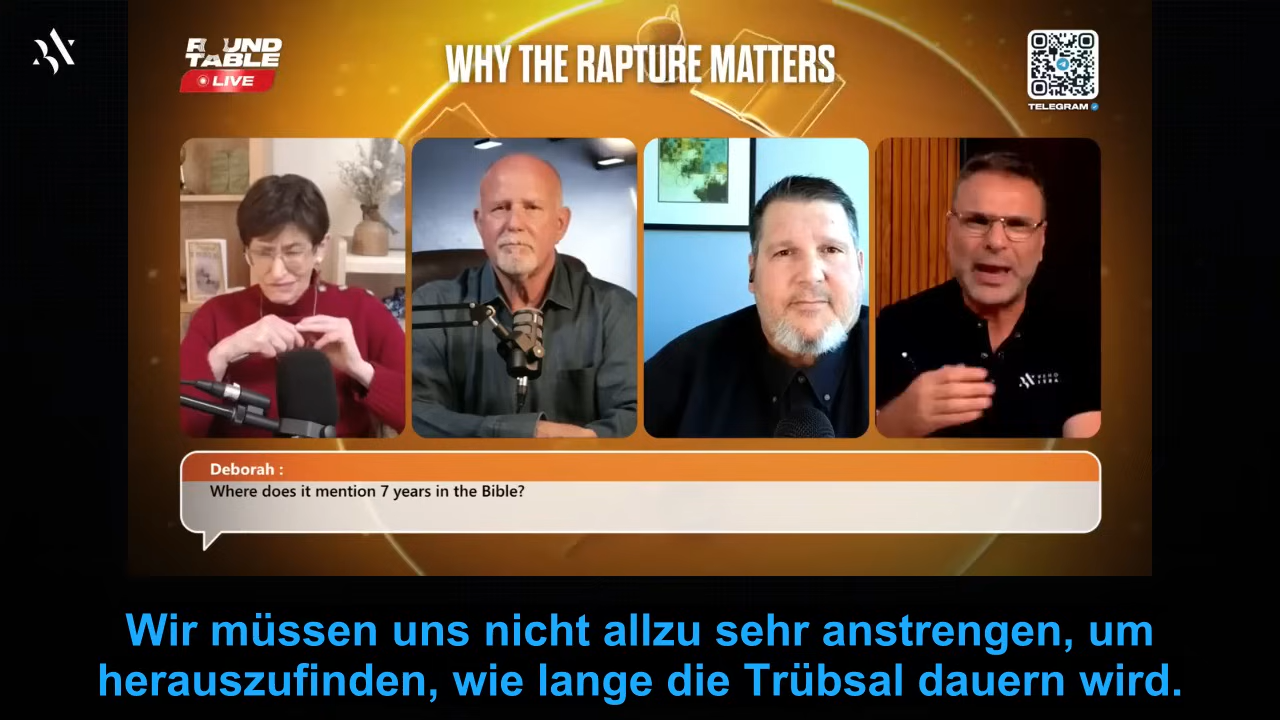 ROUND
TABLE
LIVE
WHY THE RAPTURE MATTERS
TELEGRAM
Deborah :
Where does it mention 7 years in the Bible?
Wir müssen uns nicht allzu sehr anstrengen, um
herauszufinden, wie lange die Trübsal dauern wird.